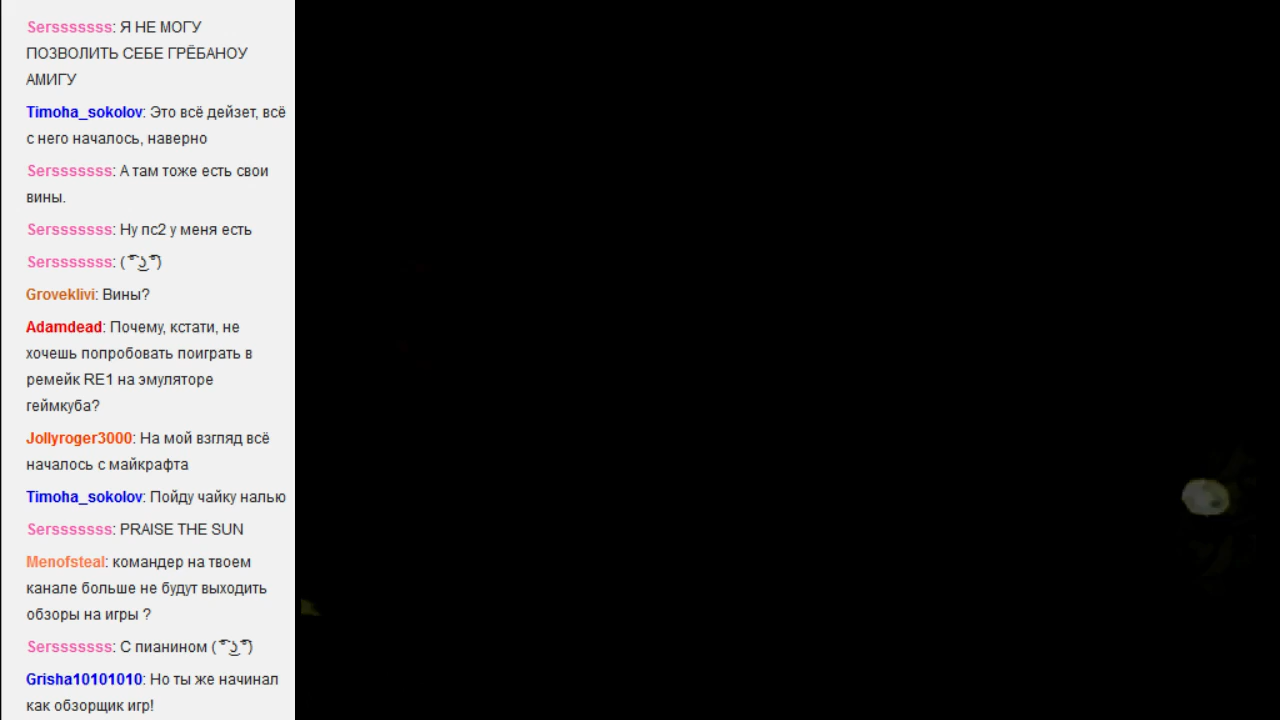 Sersssssss: Я НЕ МОГУ
ПОЗВОЛИТЬ СЕБЕ ГРЁБАНОУ
АМИГУ
Timoha_sokolov: Это всё дейзет, всё
с него началось, наверно
Sersssssss: А там тоже есть свои
вины.
Sersssssss: Ну пс2 у меня есть
Sersssssss: ( ͡° ͜ʖ ͡°)
Groveklivi: Вины?
Adamdead: Почему, кстати, не
хочешь попробовать поиграть в
ремейк RE1 на эмуляторе
геймкуба?
Jollyroger3000: На мой взгляд всё
началось с майкрафта
Timoha_sokolov: Пойду чайку налью
Sersssssss: PRAISE THE SUN
Menofsteal: командер на твоем
канале больше не будут выходить
обзоры на игры ?
Sersssssss: С пианином ( ͡° ͜ʖ ͡°)
Grisha10101010: Но ты же начинал
как обзорщик игр!